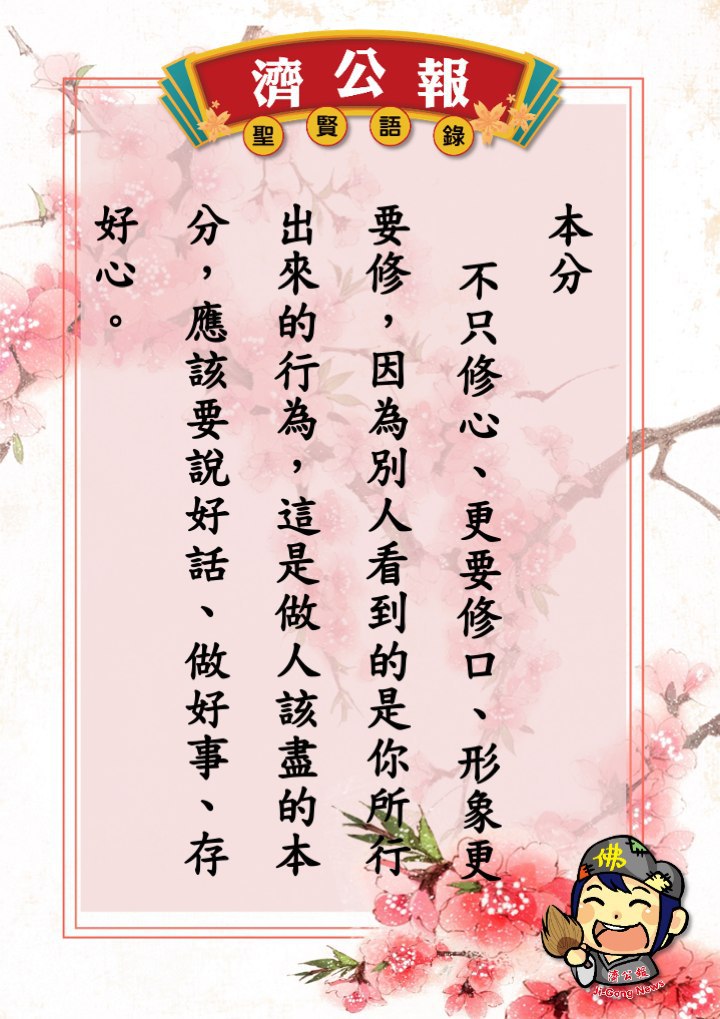 濟公報
聖賢語錄
本分
不只修心、更要修口、形象更
要修，因為別人看到的是你所行
出來的行為，這是做人該盡的本
分，應該要說好話、做好事、存
好心。
佛
濟公報
Ji-Gong News